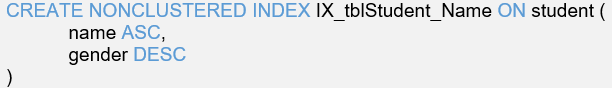 CREATE NONCLUSTERED INDEX IX_tblStudent_Name ON student (
name ASC,
gender DESC
)